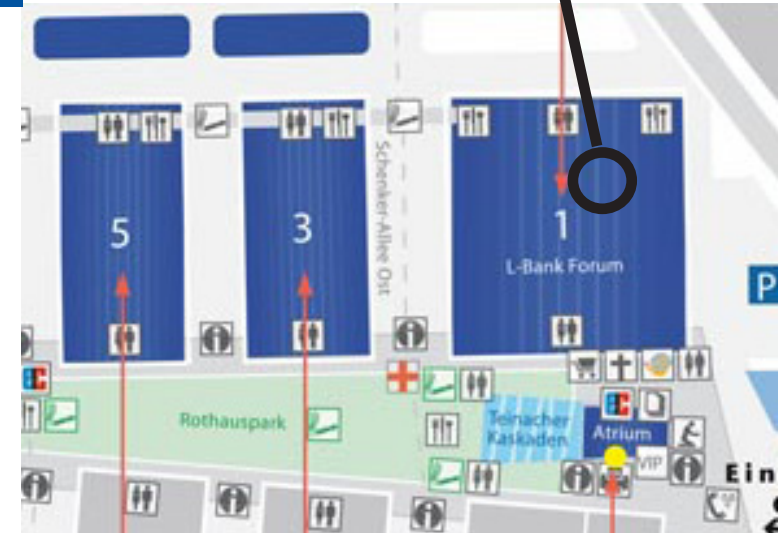 5
3
Schenker-Allee Ost
1
L-Bank Forum
P
Rothauspark
Teinacher
Kaskaden
Atrium
VIP
Ein